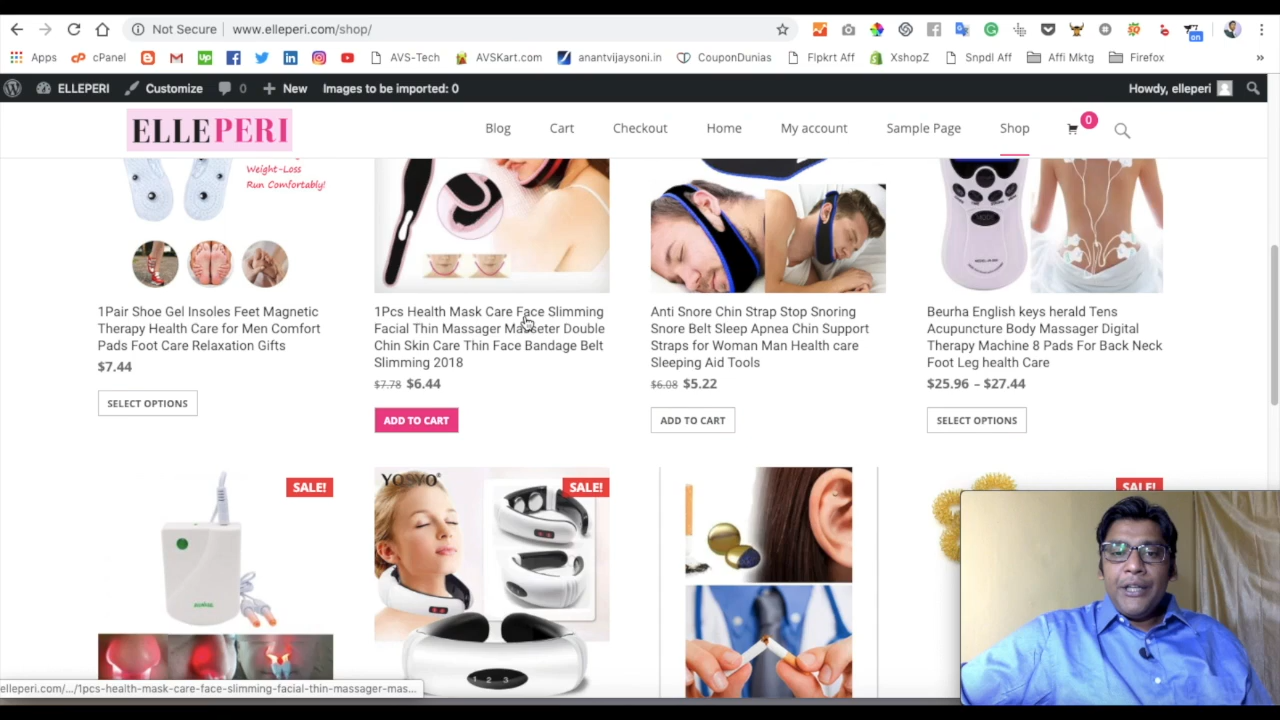 Not Secure www.elleperi.com/shop/
on
Apps cPanel AVS-Tech AVSKart.com anantvijaysoni.in CouponDunias Flpkrt Aff XshopZ Snpdl Aff Affi Mktg Firefox »
ELLEPERI Customize 0 New Images to be imported: 0 Howdy, elleperi
ELLEPERI Blog Cart Checkout Home My account Sample Page Shop 0
Weight-Loss
Run Comfortably!
MODE
1Pair Shoe Gel Insoles Feet Magnetic
Therapy Health Care for Men Comfort
Pads Foot Care Relaxation Gifts
$7.44
SELECT OPTIONS
1Pcs Health Mask Care Face Slimming
Facial Thin Massager Masseter Double
Chin Skin Care Thin Face Bandage Belt
Slimming 2018
$7.78 $6.44
ADD TO CART
Anti Snore Chin Strap Stop Snoring
Snore Belt Sleep Apnea Chin Support
Straps for Woman Man Health care
Sleeping Aid Tools
$6.08 $5.22
ADD TO CART
Beurha English keys herald Tens
Acupuncture Body Massager Digital
Therapy Machine 8 Pads For Back Neck
Foot Leg health Care
$25.96 – $27.44
SELECT OPTIONS
SALE!
YOSYO
SALE!
SALE!
1 2 3
elleperi.com/.../1pcs-health-mask-care-face-slimming-facial-thin-massager-mas...